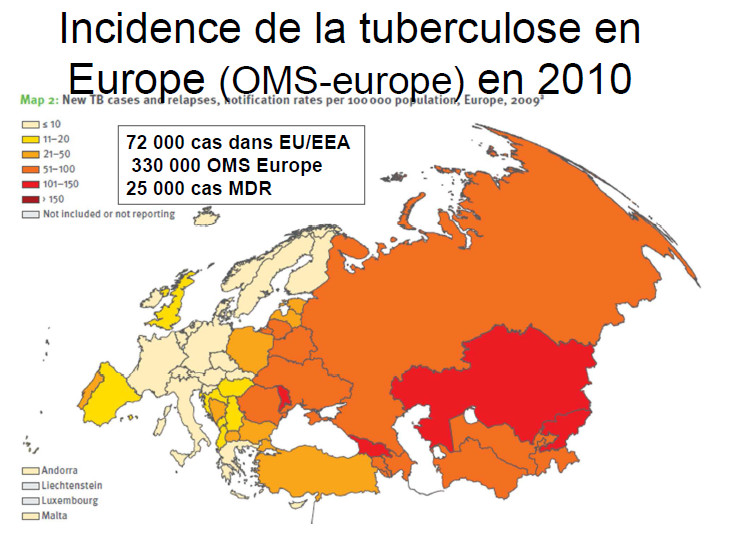 Incidence de la tuberculose en
Europe (OMS-europe) en 2010
Map 2: New TB cases and relapses, notification rates per 100 000 population, Europe, 2009ª
≤ 10
11–20
21–50
51–100
101–150
> 150
Not included or not reporting
72 000 cas dans EU/EEA
330 000 OMS Europe
25 000 cas MDR
Andorra
Liechtenstein
Luxembourg
Malta